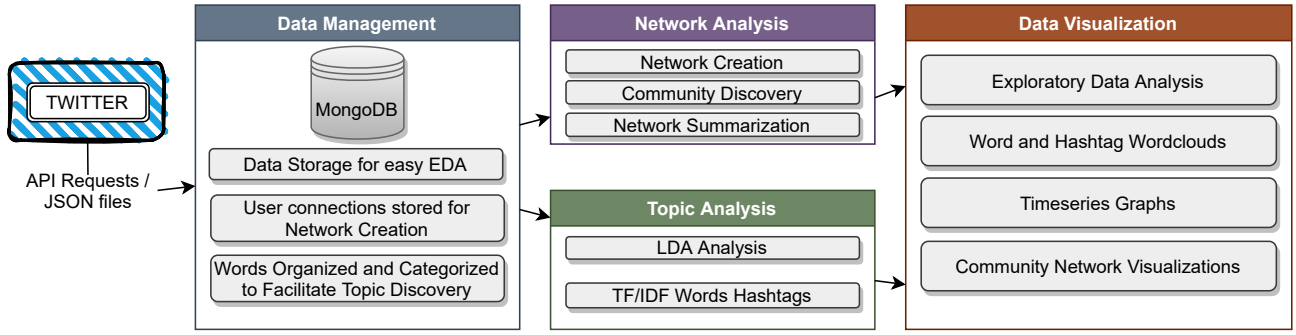 TWITTER
API Requests /
JSON files
Data Management
MongoDB
Data Storage for easy EDA
User connections stored for
Network Creation
Words Organized and Categorized
to Facilitate Topic Discovery
Network Analysis
Network Creation
Community Discovery
Network Summarization
Topic Analysis
LDA Analysis
TF/IDF Words Hashtags
Data Visualization
Exploratory Data Analysis
Word and Hashtag Wordclouds
Timeseries Graphs
Community Network Visualizations